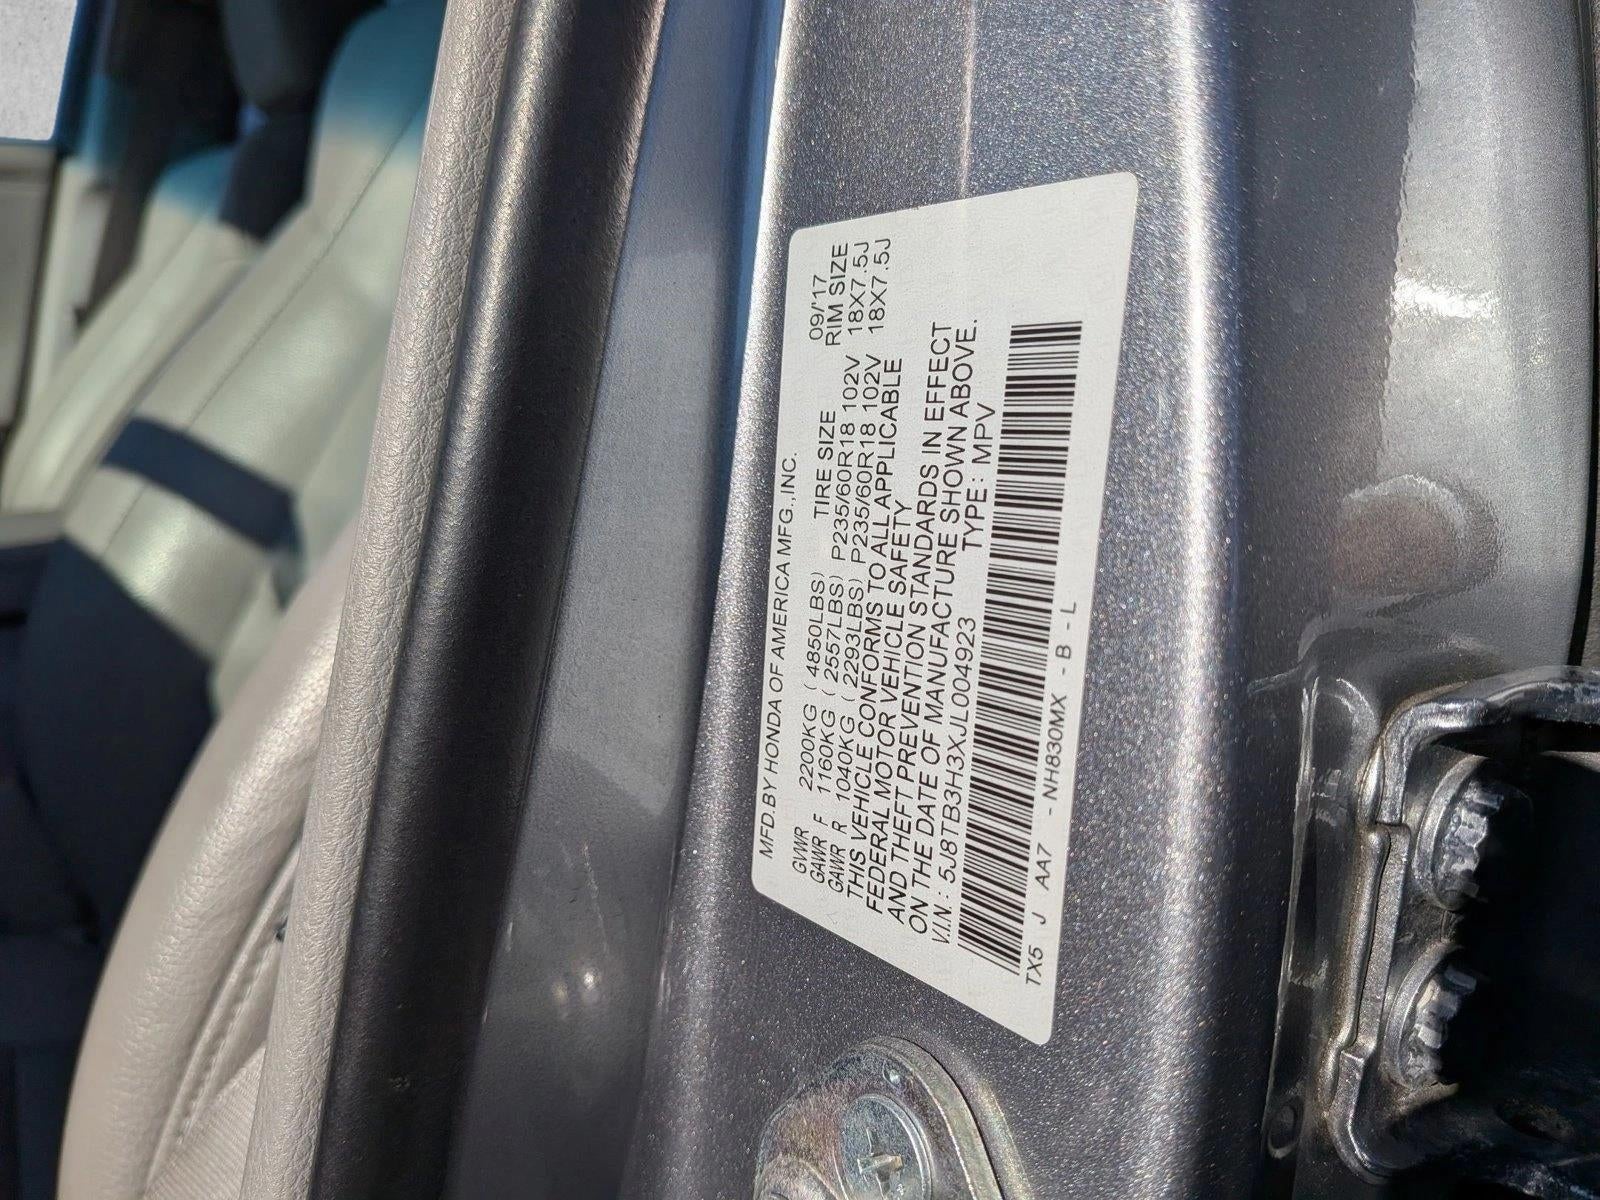 MFD.BY HONDA OF AMERICA MFG.,INC. 09/'17
GVWR 2200KG ( 4850LBS) TIRE SIZE RIM SIZE
GAWR F 1160KG ( 2557LBS) P235/60R18 102V 18X7.5J
GAWR R 1040KG ( 2293LBS) P235/60R18 102V 18X7.5J
THIS VEHICLE CONFORMS TO ALL APPLICABLE
FEDERAL MOTOR VEHICLE SAFETY
AND THEFT PREVENTION STANDARDS IN EFFECT
ON THE DATE OF MANUFACTURE SHOWN ABOVE.
V.I.N : 5J8TB3H3XJL004923 TYPE : MPV
TX5 J AA7 - NH830MX - B - L